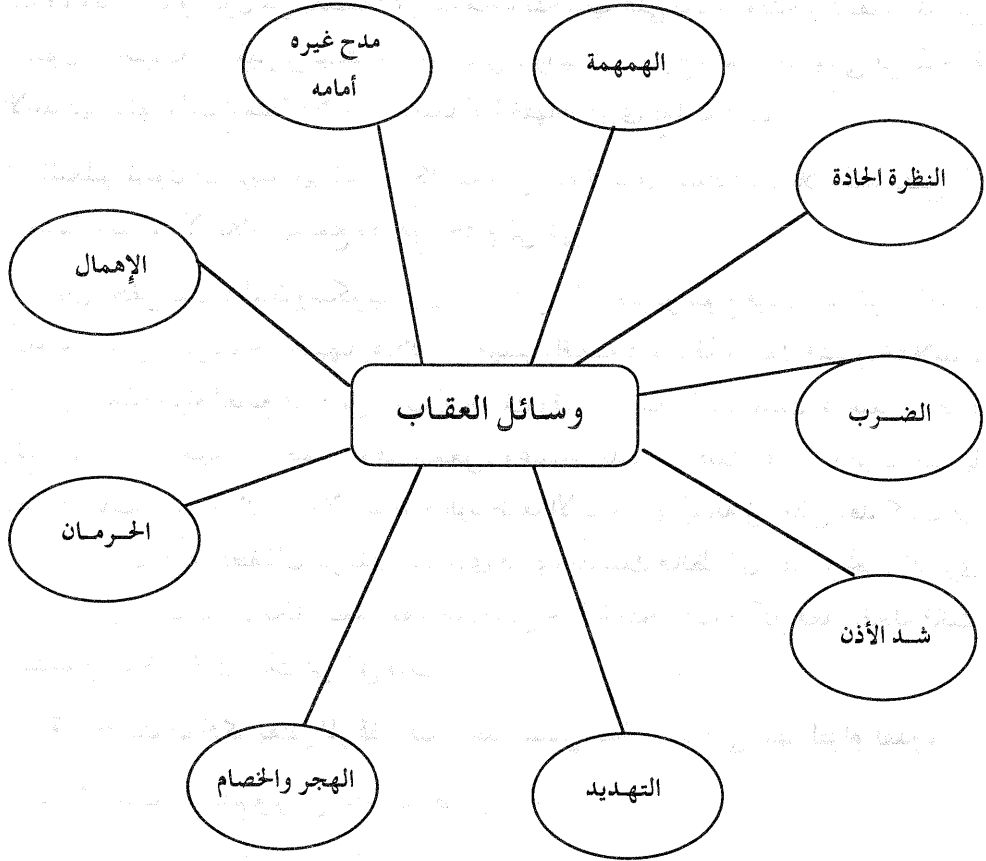 مدح غيره
أمامه
الهمهمة
النظرة الحادة
الإهمال
وسائل العقاب
الضرب
الحرمان
شد الأذن
الهجر والخصام
التهديد